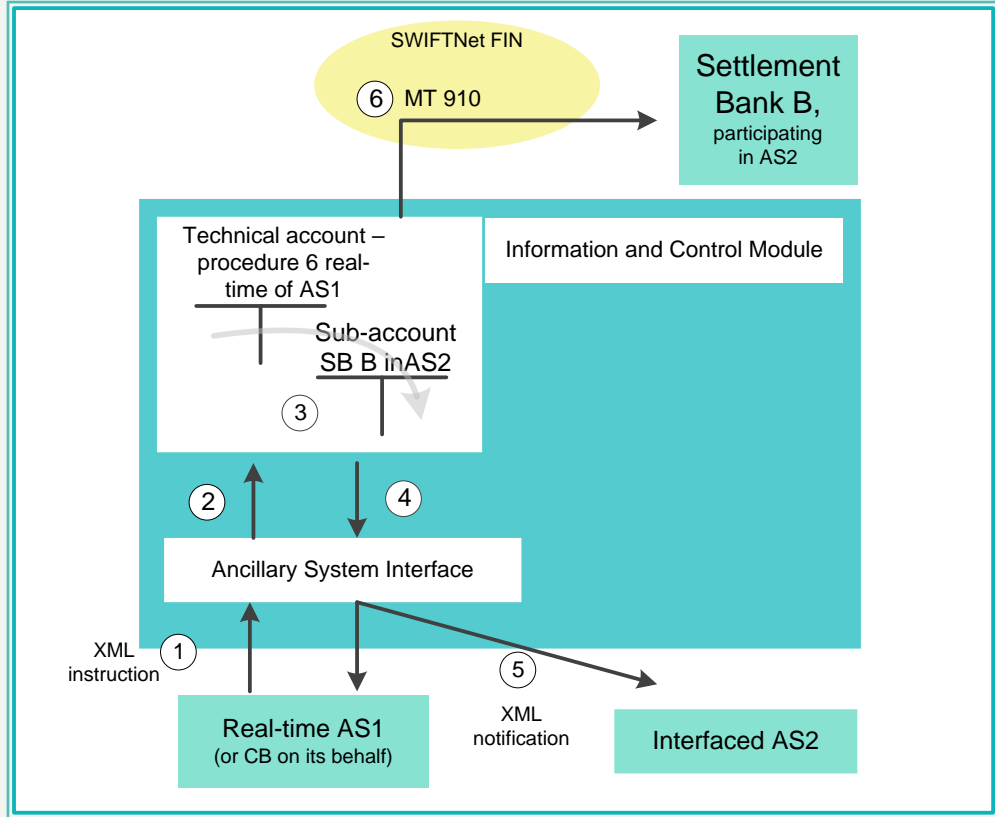 SWIFTNet FIN
6 MT 910
Settlement
Bank B,
participating
in AS2
Technical account –
procedure 6 real-
time of AS1
Information and Control Module
Sub-account
SB B inAS2
3
2
4
Ancillary System Interface
XML
instruction
1
5
XML
notification
Real-time AS1
(or CB on its behalf)
Interfaced AS2